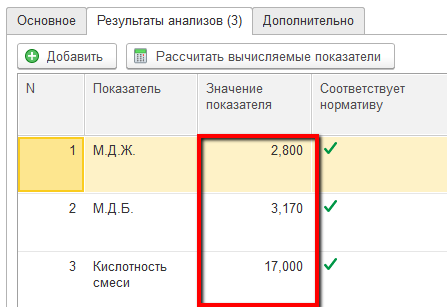 Основное
Результаты анализов (3)
Дополнительно
Добавить
Рассчитать вычисляемые показатели
N
Показатель
Значение
показателя
Соответствует
нормативу
1
М.Д.Ж.
2,800
2
М.Д.Б.
3,170
3
Кислотность
смеси
17,000